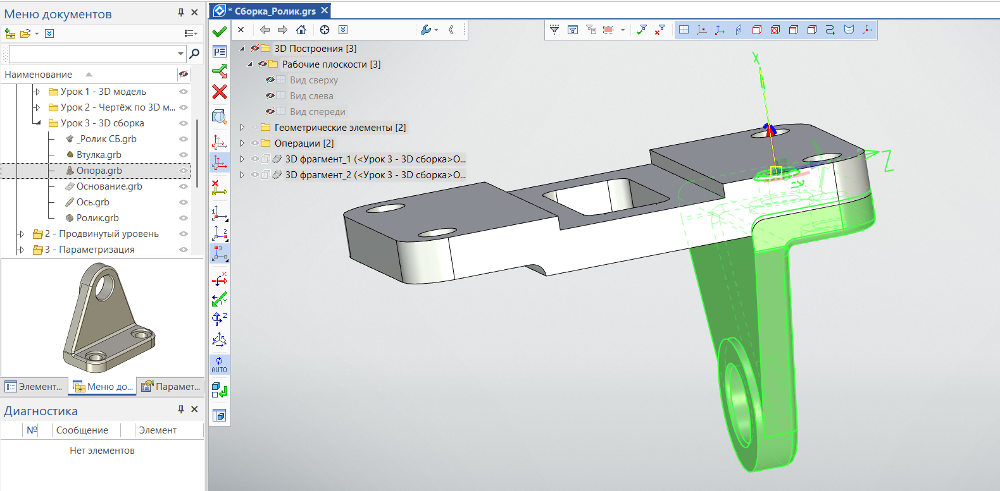 Меню документов
* Сборка_Ролик.grs
Наименование
Урок 1 - 3D модель
Урок 2 - Чертёж по 3D м...
Урок 3 - 3D сборка
_Ролик СБ.grb
Втулка.grb
Опора.grb
Основание.grb
Ось.grb
Ролик.grb
2 - Продвинутый уровень
3 - Параметризация
Элемент...
Меню до...
Парамет...
Диагностика
№
Сообщение
Элемент
Нет элементов
AUTO
3D Построения [3]
Рабочие плоскости [3]
Вид сверху
Вид слева
Вид спереди
Геометрические элементы [2]
Операции [2]
3D фрагмент_1 (<Урок 3 - 3D сборка>О...
3D фрагмент_2 (<Урок 3 - 3D сборка>О...
X
Z